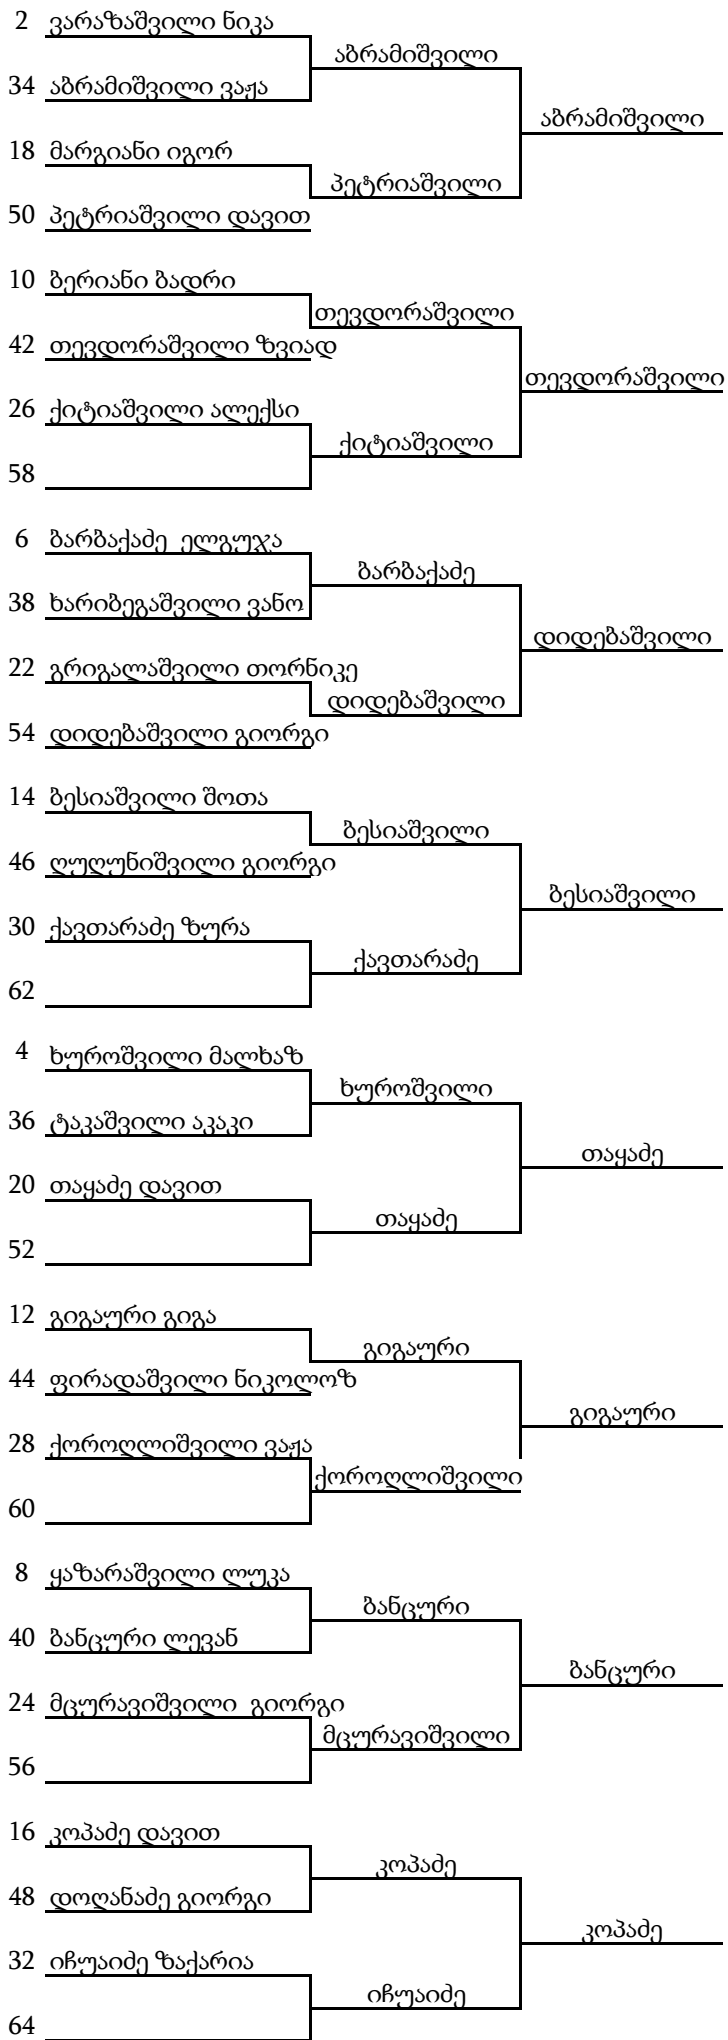 2 ვარაზაშვილი ნიკა
აბრამიშვილი
34 აბრამიშვილი ვაჟა
აბრამიშვილი
18 მარგიანი იგორ
პეტრიაშვილი
50 პეტრიაშვილი დავით
10 ბერიანი ბადრი
თევდორაშვილი
42 თევდორაშვილი ზვიად
თევდორაშვილი
26 ქიტიაშვილი ალექსი
ქიტიაშვილი
58
6 ბარბაქაძე ელგუჯა
ბარბაქაძე
38 ხარიბეგაშვილი ვანო
დიდებაშვილი
22 გრიგალაშვილი თორნიკე
დიდებაშვილი
54 დიდებაშვილი გიორგი
14 ბესიაშვილი შოთა
ბესიაშვილი
46 ღუღუნიშვილი გიორგი
ბესიაშვილი
30 ქავთარაძე ზურა
ქავთარაძე
62
4 ხუროშვილი მალხაზ
ხუროშვილი
36 ტაკაშვილი აკაკი
თაყაძე
20 თაყაძე დავით
თაყაძე
52
12 გიგაური გიგა
გიგაური
44 ფირადაშვილი ნიკოლოზ
გიგაური
28 ქოროღლიშვილი ვაჟა
ქოროღლიშვილი
60
8 ყაზარაშვილი ლუკა
ბანცური
40 ბანცური ლევან
ბანცური
24 მცურავიშვილი გიორგი
მცურავიშვილი
56
16 კოპაძე დავით
კოპაძე
48 დოღანაძე გიორგი
კოპაძე
32 იჩუაიძე ზაქარია
იჩუაიძე
64